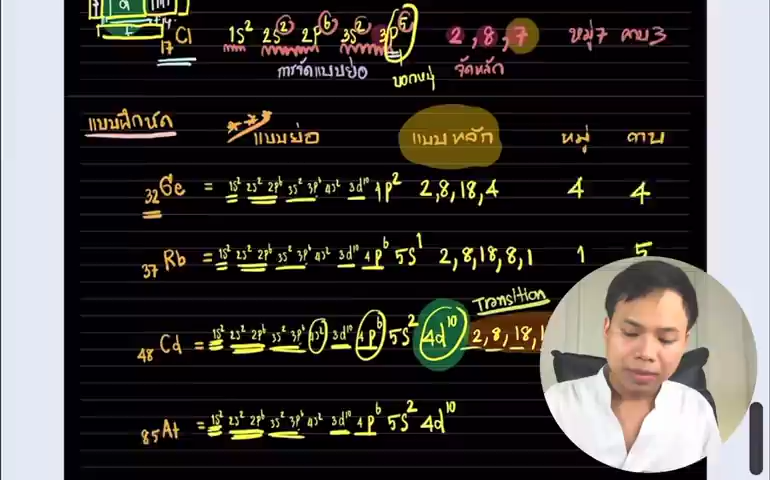 17Cl 1s² 2s² 2p⁶ 3s² 3p⁵ 2, 8, 7 หมู่7 คาบ3
การจัดแบบย่อย บอกหมู่ จัดหลัก
แบบฝึกหัด *** แบบย่อย แบบหลัก หมู่ คาบ
32Ge = 1s² 2s² 2p⁶ 3s² 3p⁶ 4s² 3d¹⁰ 4p² 2,8,18,4 4 4
37Rb = 1s² 2s² 2p⁶ 3s² 3p⁶ 4s² 3d¹⁰ 4p⁶ 5s¹ 2,8,18,8,1 1 5
Transition
48Cd = 1s² 2s² 2p⁶ 3s² 3p⁶ 4s² 3d¹⁰ 4p⁶ 5s² 4d¹⁰ 2,8,18,1
85At = 1s² 2s² 2p⁶ 3s² 3p⁶ 4s² 3d¹⁰ 4p⁶ 5s² 4d¹⁰